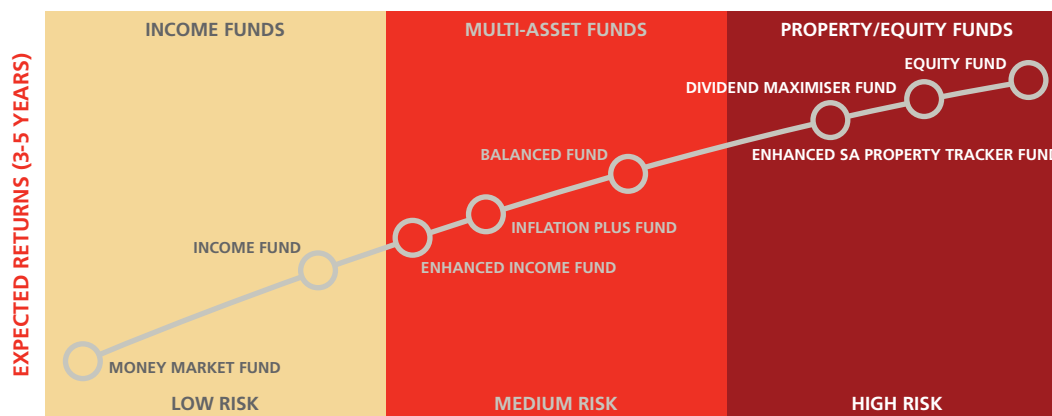 EXPECTED RETURNS (3-5 YEARS)
INCOME FUNDS
MULTI-ASSET FUNDS
PROPERTY/EQUITY FUNDS
EQUITY FUND
DIVIDEND MAXIMISER FUND
BALANCED FUND
ENHANCED SA PROPERTY TRACKER FUND
INFLATION PLUS FUND
INCOME FUND
ENHANCED INCOME FUND
MONEY MARKET FUND
LOW RISK
MEDIUM RISK
HIGH RISK